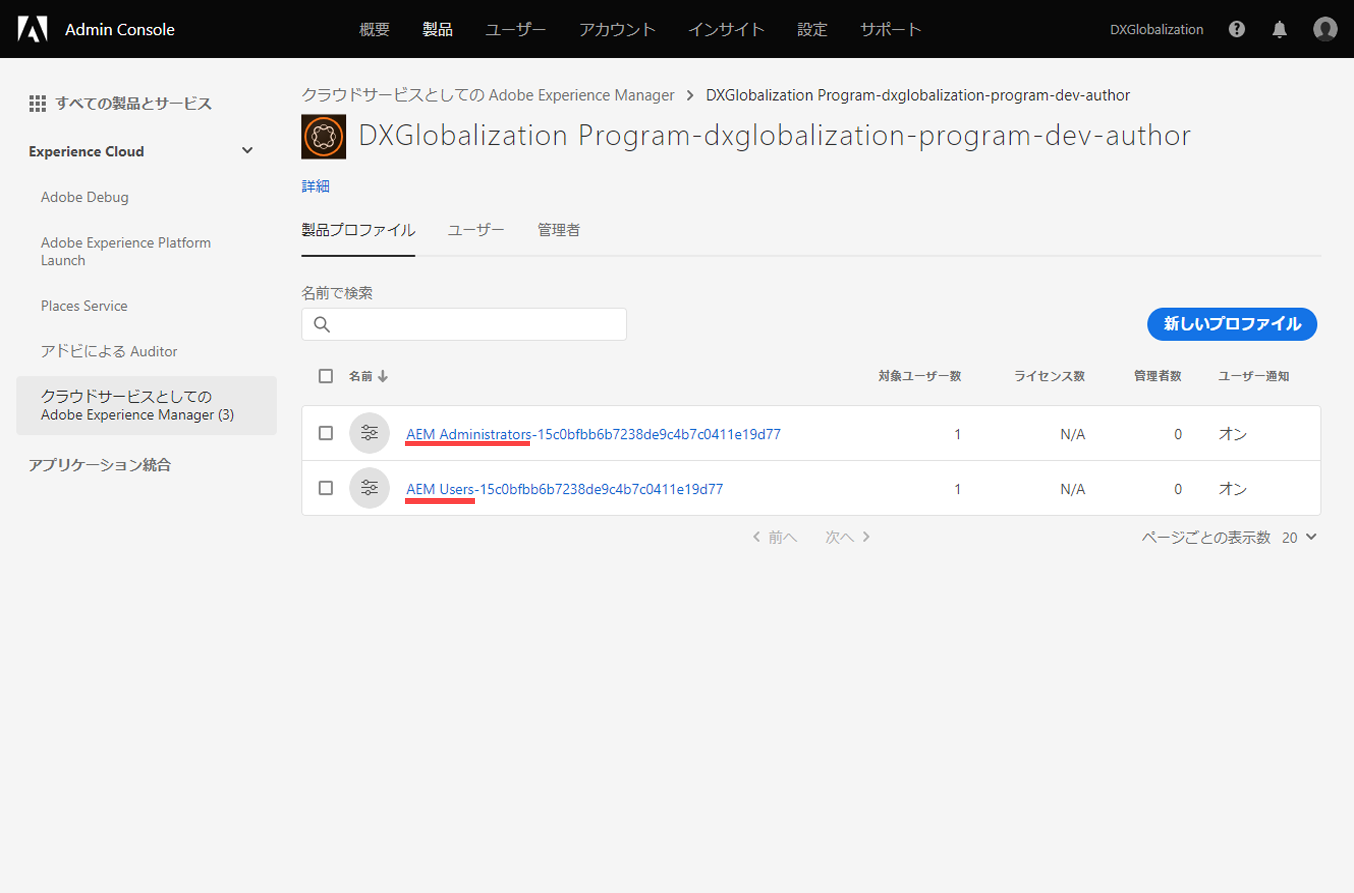 Admin Console
概要
製品
ユーザー
アカウント
インサイト
設定
サポート
DXGlobalization
すべての製品とサービス
Experience Cloud
Adobe Debug
Adobe Experience Platform
Launch
Places Service
アドビによる Auditor
クラウドサービスとしての
Adobe Experience Manager (3)
アプリケーション統合
クラウドサービスとしての Adobe Experience Manager > DXGlobalization Program-dxglobalization-program-dev-author
DXGlobalization Program-dxglobalization-program-dev-author
詳細
製品プロファイル
ユーザー
管理者
名前で検索
新しいプロファイル
名前 ↓
対象ユーザー数
ライセンス数
管理者数
ユーザー通知
AEM Administrators-15c0bfbb6b7238de9c4b7c0411e19d77
1
N/A
0
オン
AEM Users-15c0bfbb6b7238de9c4b7c0411e19d77
1
N/A
0
オン
前へ
次へ
ページごとの表示数 20